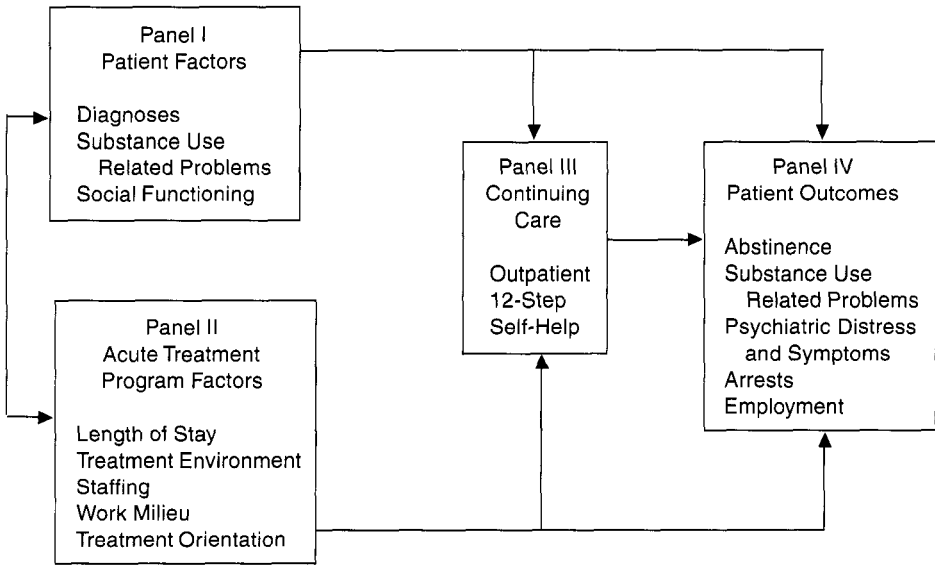 Panel I
Patient Factors
Diagnoses
Substance Use
Related Problems
Social Functioning
Panel II
Acute Treatment
Program Factors
Length of Stay
Treatment Environment
Staffing
Work Milieu
Treatment Orientation
Panel III
Continuing
Care
Outpatient
12-Step
Self-Help
Panel IV
Patient Outcomes
Abstinence
Substance Use
Related Problems
Psychiatric Distress
and Symptoms
Arrests
Employment